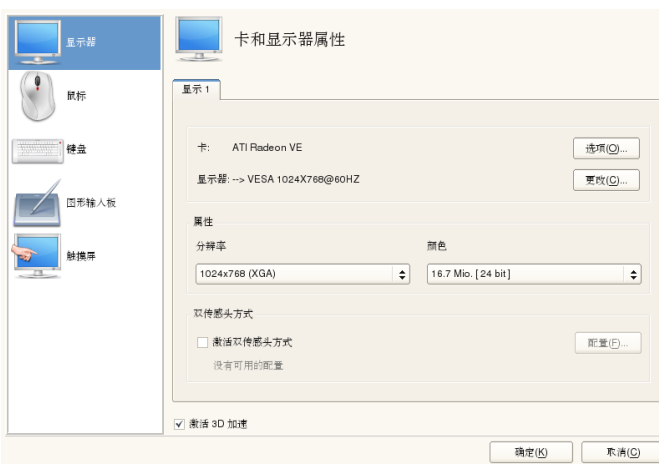 显示器
鼠标
键盘
图形输入板
触摸屏
卡和显示器属性
显示 1
卡: ATI Radeon VE 选项(O)...
显示器: --> VESA 1024X768@60HZ 更改(C)...
属性
分辨率 颜色
1024x768 (XGA) 16.7 Mio. [ 24 bit ]
双传感头方式
激活双传感头方式 配置(F)...
没有可用的配置
激活 3D 加速
确定(K) 取消(C)